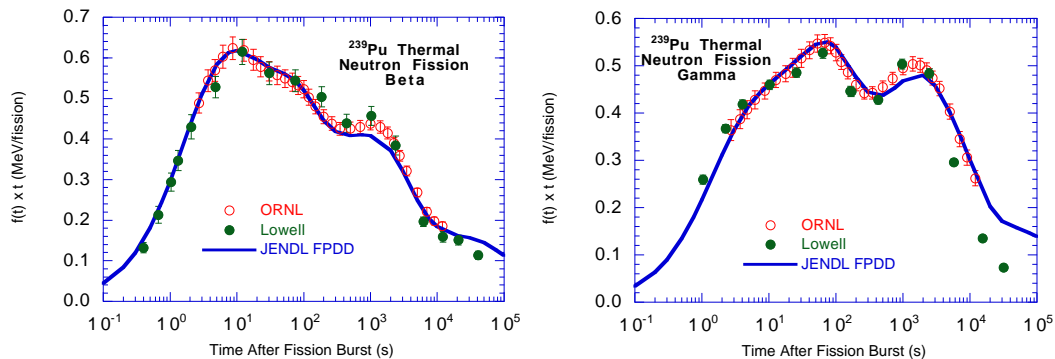 f(t) x t (MeV/fission)
0.7
0.6
0.5
0.4
0.3
0.2
0.1
0.0
²³⁹Pu Thermal
Neutron Fission
Beta
ORNL
Lowell
JENDL FPDD
10⁻¹ 10⁰ 10¹ 10² 10³ 10⁴ 10⁵
Time After Fission Burst (s)
f(t) x t (MeV/fission)
0.6
0.5
0.4
0.3
0.2
0.1
0.0
²³⁹Pu Thermal
Neutron Fission
Gamma
ORNL
Lowell
JENDL FPDD
10⁻¹ 10⁰ 10¹ 10² 10³ 10⁴ 10⁵
Time After Fission Burst (s)